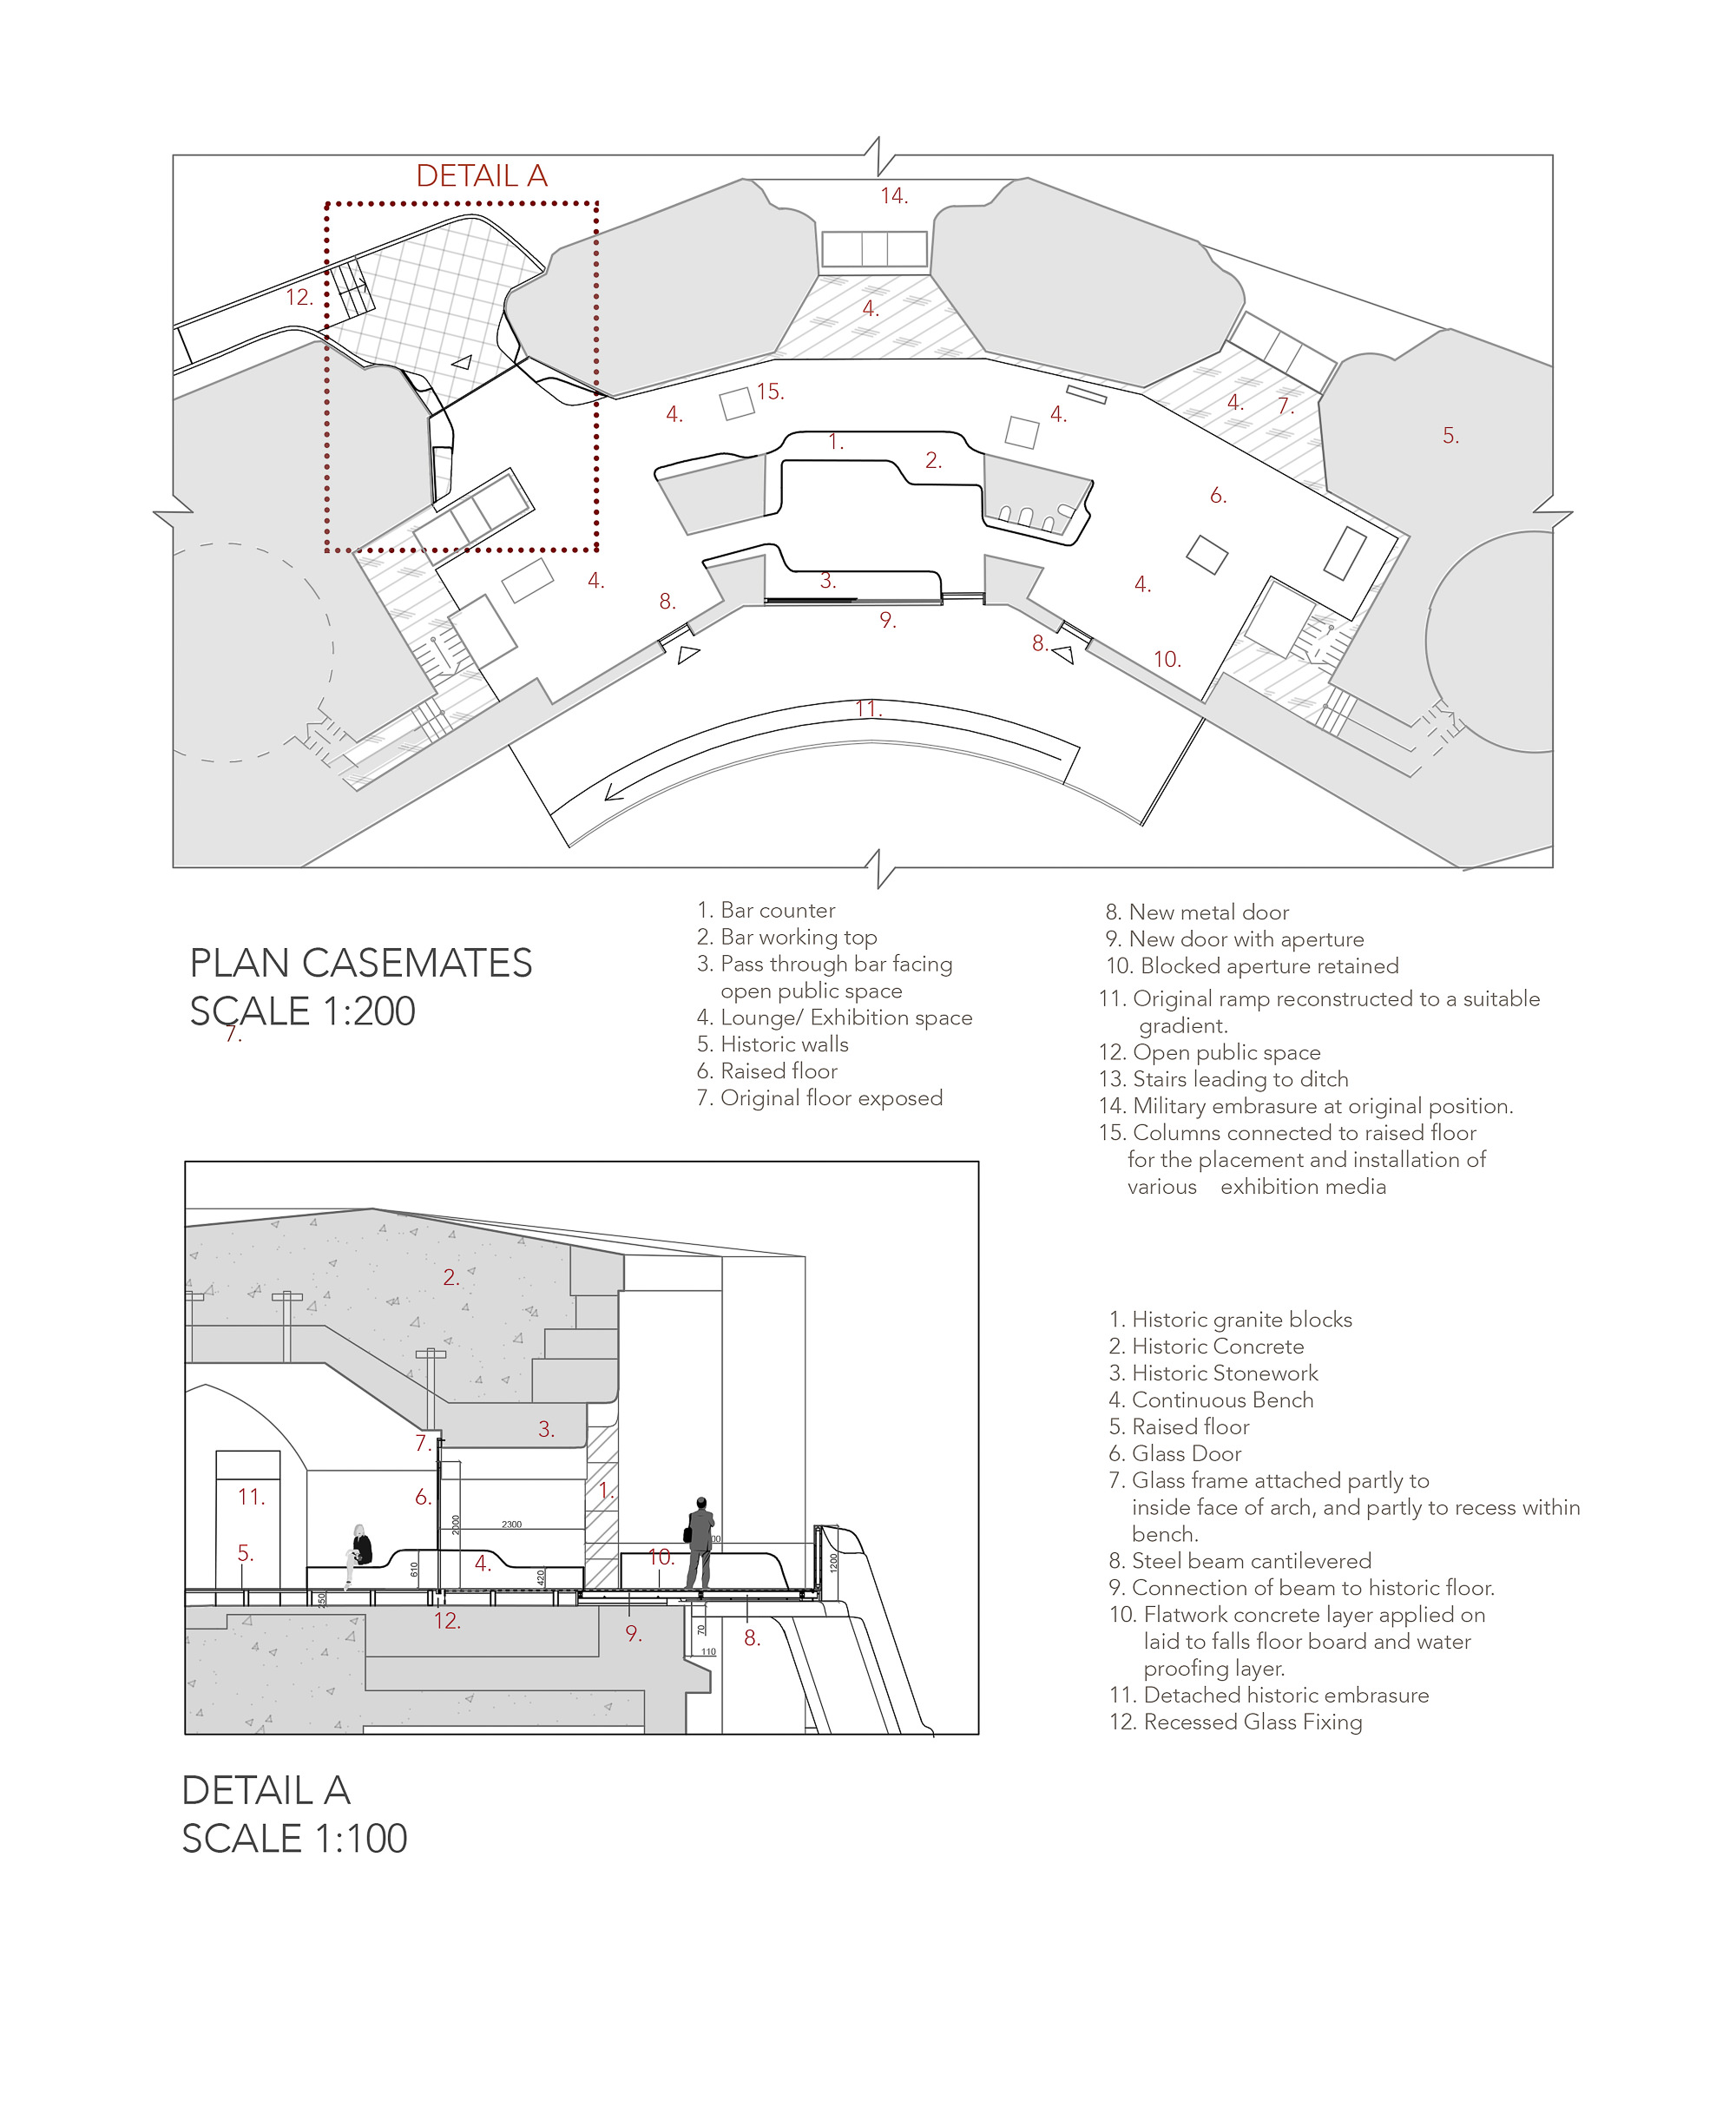 DETAIL A
14.
12.
4.
15.
4.
4.
4.
7.
5.
1.
2.
6.
4.
3.
4.
8.
9.
8.
10.
11.
PLAN CASEMATES
SCALE 1:200
7.
1. Bar counter
2. Bar working top
3. Pass through bar facing
open public space
4. Lounge/ Exhibition space
5. Historic walls
6. Raised floor
7. Original floor exposed
8. New metal door
9. New door with aperture
10. Blocked aperture retained
11. Original ramp reconstructed to a suitable
gradient.
12. Open public space
13. Stairs leading to ditch
14. Military embrasure at original position.
15. Columns connected to raised floor
for the placement and installation of
various exhibition media
2.
3.
7.
11.
6.
1.
2000
2300
00
5.
4.
10.
610
420
1200
250
12.
9.
70
8.
110
1. Historic granite blocks
2. Historic Concrete
3. Historic Stonework
4. Continuous Bench
5. Raised floor
6. Glass Door
7. Glass frame attached partly to
inside face of arch, and partly to recess within
bench.
8. Steel beam cantilevered
9. Connection of beam to historic floor.
10. Flatwork concrete layer applied on
laid to falls floor board and water
proofing layer.
11. Detached historic embrasure
12. Recessed Glass Fixing
DETAIL A
SCALE 1:100